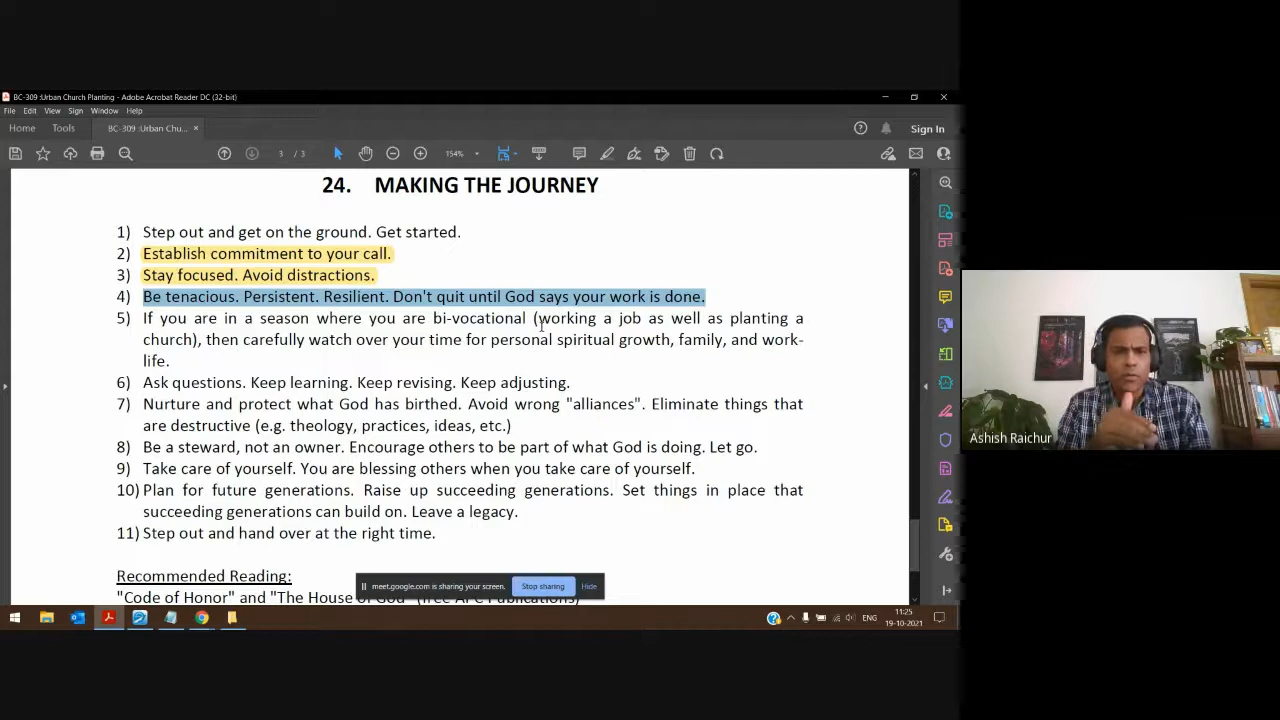 BC-309 :Urban Church Planting - Adobe Acrobat Reader DC (32-bit)
File Edit View Sign Window Help
Home Tools BC-309 :Urban Chu... × Sign In
3 / 3 154%
24. MAKING THE JOURNEY
1) Step out and get on the ground. Get started.
2) Establish commitment to your call.
3) Stay focused. Avoid distractions.
4) Be tenacious. Persistent. Resilient. Don't quit until God says your work is done.
5) If you are in a season where you are bi-vocational (working a job as well as planting a
church), then carefully watch over your time for personal spiritual growth, family, and work-
life.
6) Ask questions. Keep learning. Keep revising. Keep adjusting.
7) Nurture and protect what God has birthed. Avoid wrong "alliances". Eliminate things that
are destructive (e.g. theology, practices, ideas, etc.)
8) Be a steward, not an owner. Encourage others to be part of what God is doing. Let go.
9) Take care of yourself. You are blessing others when you take care of yourself.
10) Plan for future generations. Raise up succeeding generations. Set things in place that
succeeding generations can build on. Leave a legacy.
11) Step out and hand over at the right time.
Recommended Reading:
"Code of Honor" and "The House of God" (free APC Publications)
meet.google.com is sharing your screen. Stop sharing Hide
ENG
11:25
19-10-2021
Ashish Raichur